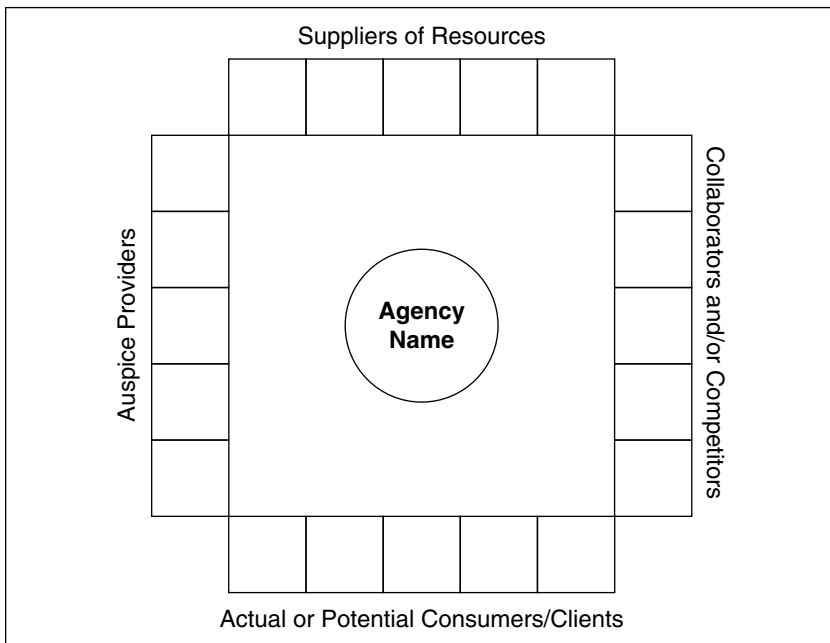 Suppliers of Resources
Auspice Providers
Agency
Name
Collaborators and/or Competitors
Actual or Potential Consumers/Clients